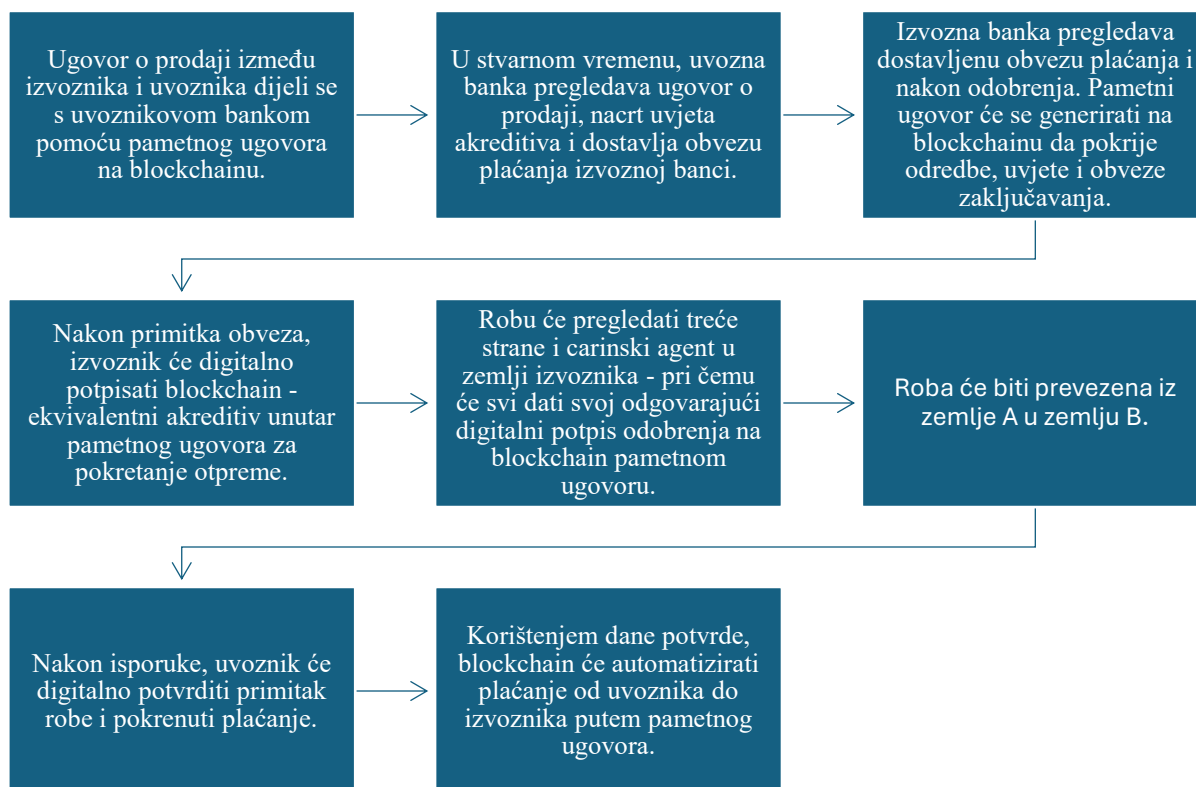 Ugovor o prodaji između
izvoznika i uvoznika dijeli se
s uvoznikovom bankom
pomoću pametnog ugovora
na blockchainu.
U stvarnom vremenu, uvozna
banka pregledava ugovor o
prodaji, nacrt uvjeta
akreditiva i dostavlja obvezu
plaćanja izvoznoj banci.
Izvozna banka pregledava
dostavljenu obvezu plaćanja i
nakon odobrenja. Pametni
ugovor će se generirati na
blockchainu da pokrije
odredbe, uvjete i obveze
zaključavanja.
Nakon primitka obveza,
izvoznik će digitalno
potpisati blockchain -
ekvivalentni akreditiv unutar
pametnog ugovora za
pokretanje otpreme.
Robu će pregledati treće
strane i carinski agent u
zemlji izvoznika - pri čemu
će svi dati svoj odgovarajući
digitalni potpis odobrenja na
blockchain pametnom
ugovoru.
Roba će biti prevezena iz
zemlje A u zemlju B.
Nakon isporuke, uvoznik će
digitalno potvrditi primitak
robe i pokrenuti plaćanje.
Korištenjem dane potvrde,
blockchain će automatizirati
plaćanje od uvoznika do
izvoznika putem pametnog
ugovora.